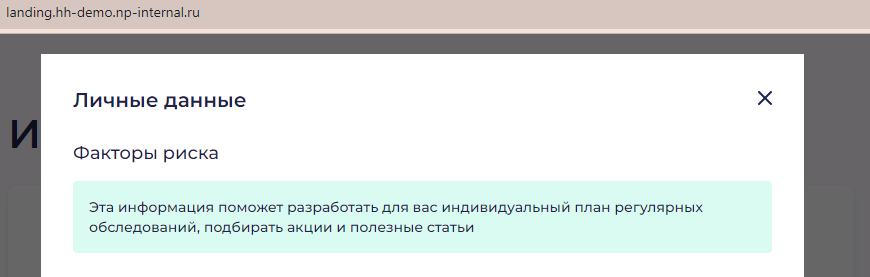 landing.hh-demo.np-internal.ru
Личные данные
И
Факторы риска
Эта информация поможет разработать для вас индивидуальный план регулярных
обследований, подбирать акции и полезные статьи